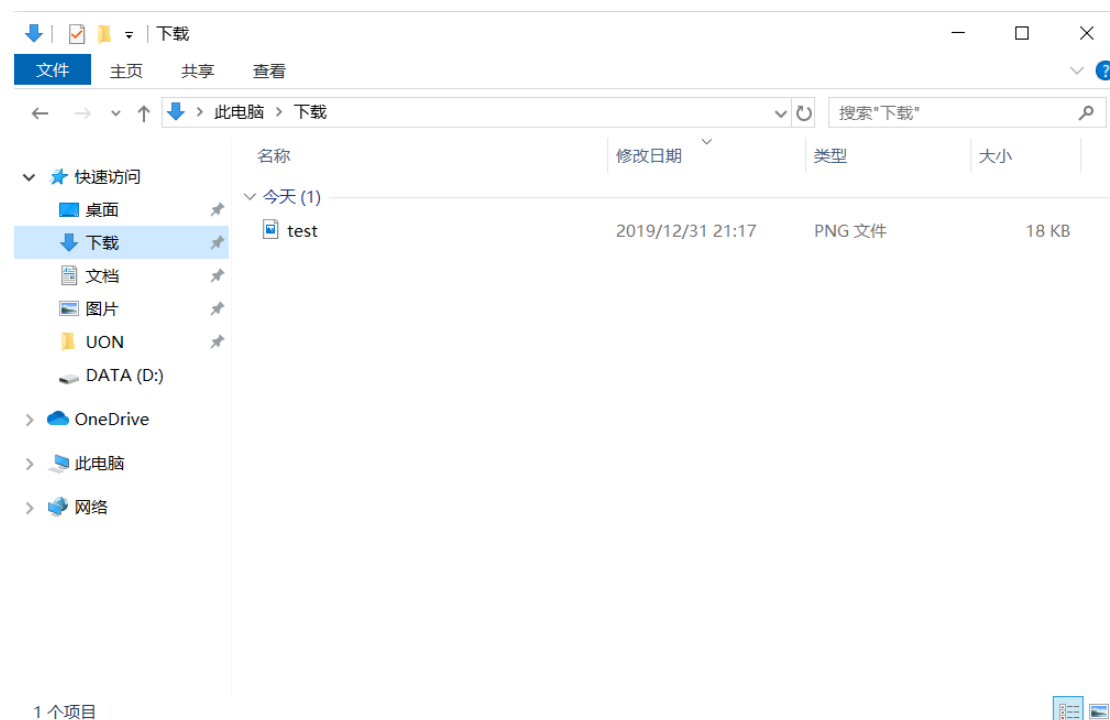 下载
文件 主页 共享 查看
此电脑 下载 搜索"下载"
名称 修改日期 类型 大小
快速访问
今天 (1)
桌面
test 2019/12/31 21:17 PNG 文件 18 KB
下载
文档
图片
UON
DATA (D:)
OneDrive
此电脑
网络
1 个项目